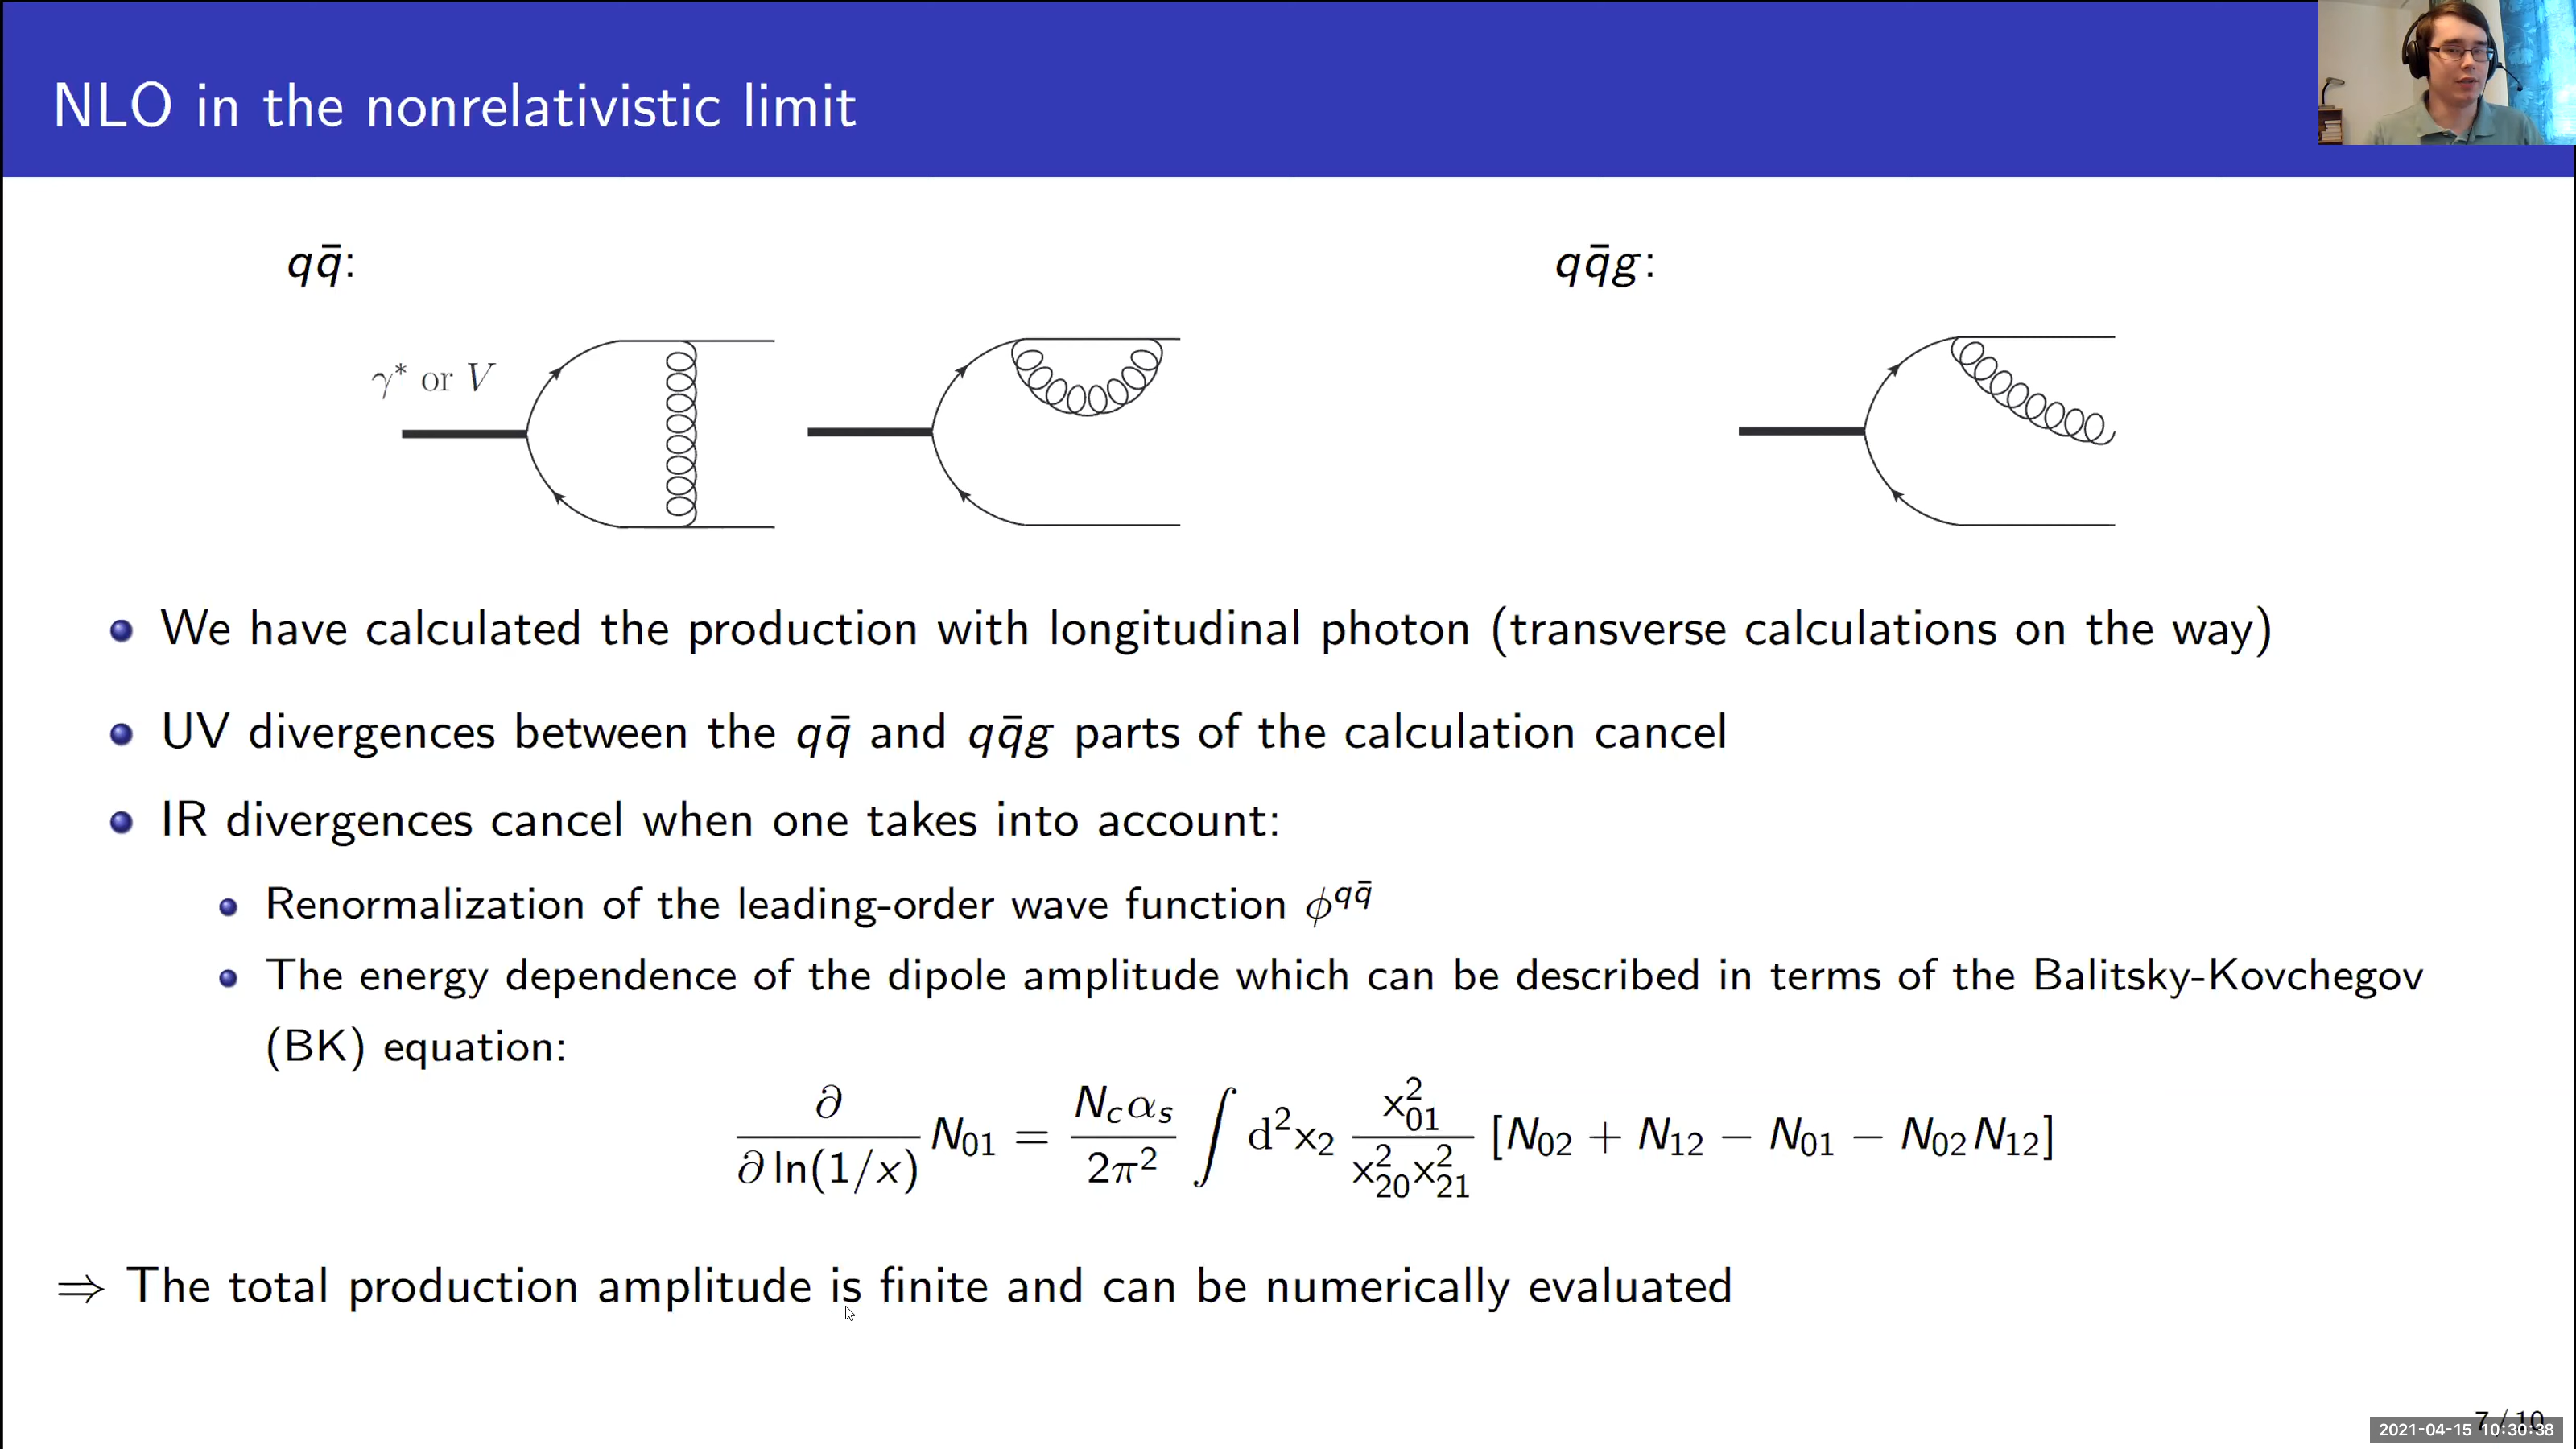 NLO in the nonrelativistic limit
qq̄:
qq̄g:
γ* or V
We have calculated the production with longitudinal photon (transverse calculations on the way)
UV divergences between the qq̄ and qq̄g parts of the calculation cancel
IR divergences cancel when one takes into account:
Renormalization of the leading-order wave function ϕ^{qq̄}
The energy dependence of the dipole amplitude which can be described in terms of the Balitsky-Kovchegov
(BK) equation:
∂/∂ ln(1/x) N₀₁ = N_cα_s/2π² ∫ d²x₂ x²₀₁/x²₂₀x²₂₁ [N₀₂ + N₁₂ − N₀₁ − N₀₂N₁₂]
⇒ The total production amplitude is finite and can be numerically evaluated
7 / 10
2021-04-15 10:30:38